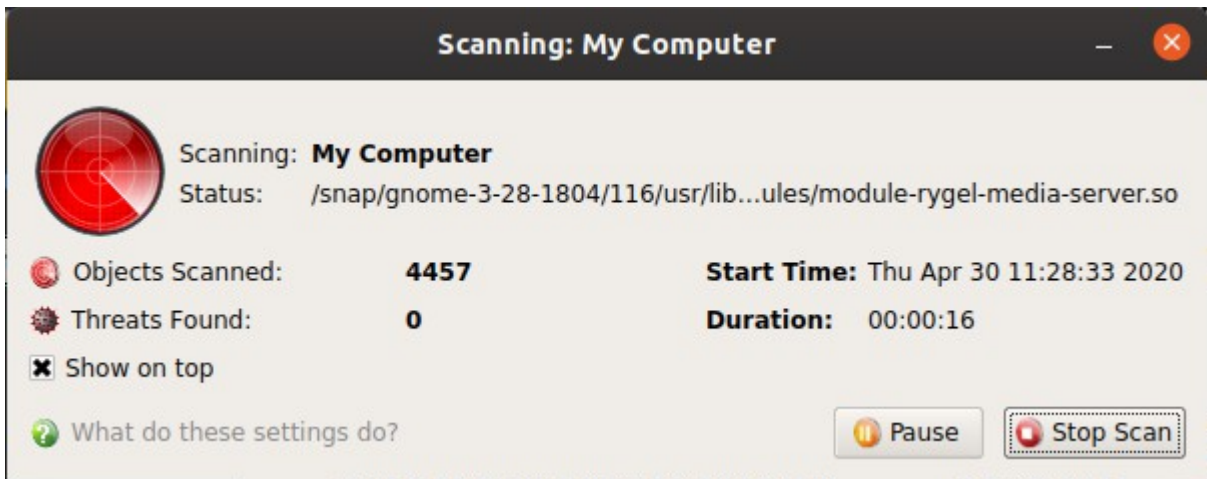 Scanning: My Computer
Scanning: My Computer
Status: /snap/gnome-3-28-1804/116/usr/lib...ules/module-rygel-media-server.so
Objects Scanned: 4457 Start Time: Thu Apr 30 11:28:33 2020
Threats Found: 0 Duration: 00:00:16
Show on top
What do these settings do? Pause Stop Scan